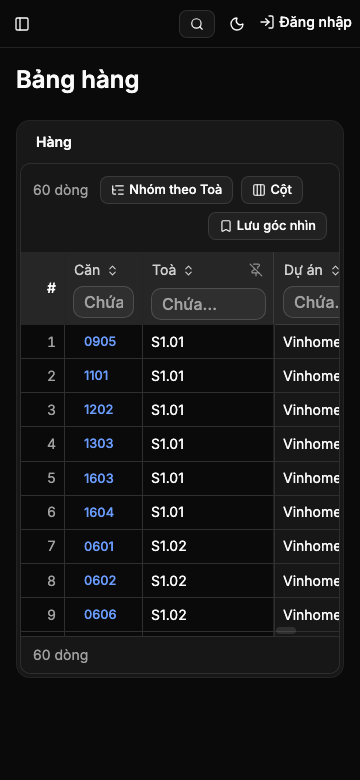 Đăng nhập
Bảng hàng
Hàng
60 dòng Nhóm theo Toà Cột
Lưu góc nhìn
# Căn Toà Dự án
Chứa Chứa... Chứa...
1 0905 S1.01 Vinhome
2 1101 S1.01 Vinhome
3 1202 S1.01 Vinhome
4 1303 S1.01 Vinhome
5 1603 S1.01 Vinhome
6 1604 S1.01 Vinhome
7 0601 S1.02 Vinhome
8 0602 S1.02 Vinhome
9 0606 S1.02 Vinhome
60 dòng